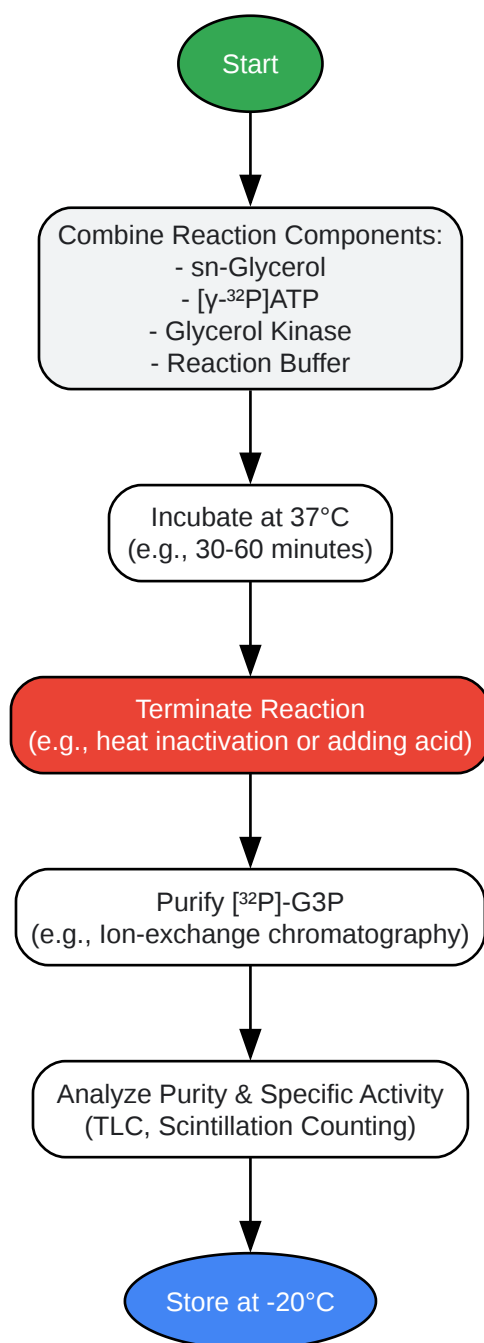 Start
Combine Reaction Components:
- sn-Glycerol
- [γ-³²P]ATP
- Glycerol Kinase
- Reaction Buffer
Incubate at 37°C
(e.g., 30-60 minutes)
Terminate Reaction
(e.g., heat inactivation or adding acid)
Purify [³²P]-G3P
(e.g., Ion-exchange chromatography)
Analyze Purity & Specific Activity
(TLC, Scintillation Counting)
Store at -20°C